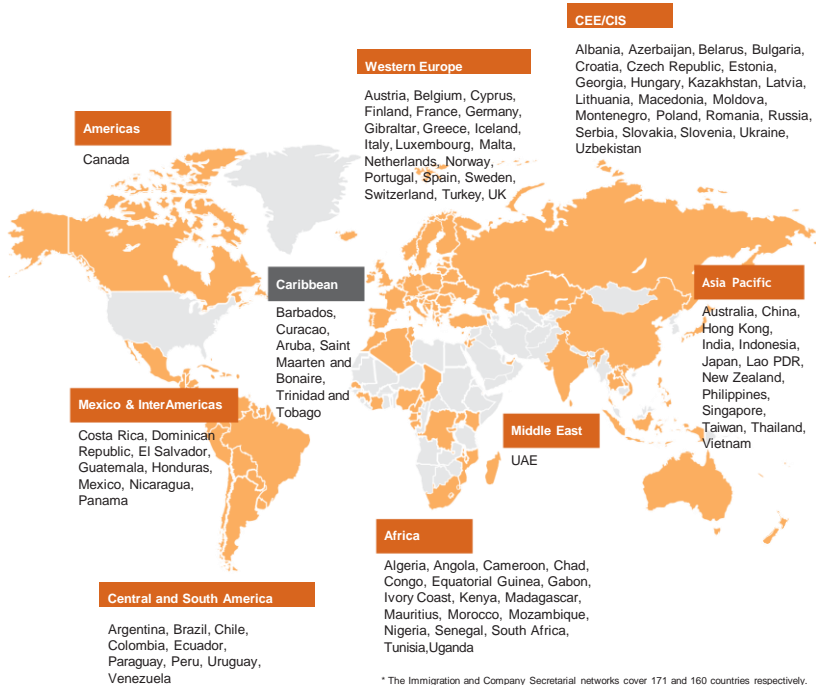 CEE/CIS
Albania, Azerbaijan, Belarus, Bulgaria,
Croatia, Czech Republic, Estonia,
Georgia, Hungary, Kazakhstan, Latvia,
Lithuania, Macedonia, Moldova,
Montenegro, Poland, Romania, Russia,
Serbia, Slovakia, Slovenia, Ukraine,
Uzbekistan
Western Europe
Austria, Belgium, Cyprus,
Finland, France, Germany,
Gibraltar, Greece, Iceland,
Italy, Luxembourg, Malta,
Netherlands, Norway,
Portugal, Spain, Sweden,
Switzerland, Turkey, UK
Americas
Canada
Caribbean
Barbados,
Curacao,
Aruba, Saint
Maarten and
Bonaire,
Trinidad and
Tobago
Asia Pacific
Australia, China,
Hong Kong,
India, Indonesia,
Japan, Lao PDR,
New Zealand,
Philippines,
Singapore,
Taiwan, Thailand,
Vietnam
Mexico & InterAmericas
Costa Rica, Dominican
Republic, El Salvador,
Guatemala, Honduras,
Mexico, Nicaragua,
Panama
Middle East
UAE
Africa
Algeria, Angola, Cameroon, Chad,
Congo, Equatorial Guinea, Gabon,
Ivory Coast, Kenya, Madagascar,
Mauritius, Morocco, Mozambique,
Nigeria, Senegal, South Africa,
Tunisia,Uganda
Central and South America
Argentina, Brazil, Chile,
Colombia, Ecuador,
Paraguay, Peru, Uruguay,
Venezuela
* The Immigration and Company Secretarial networks cover 171 and 160 countries respectively.